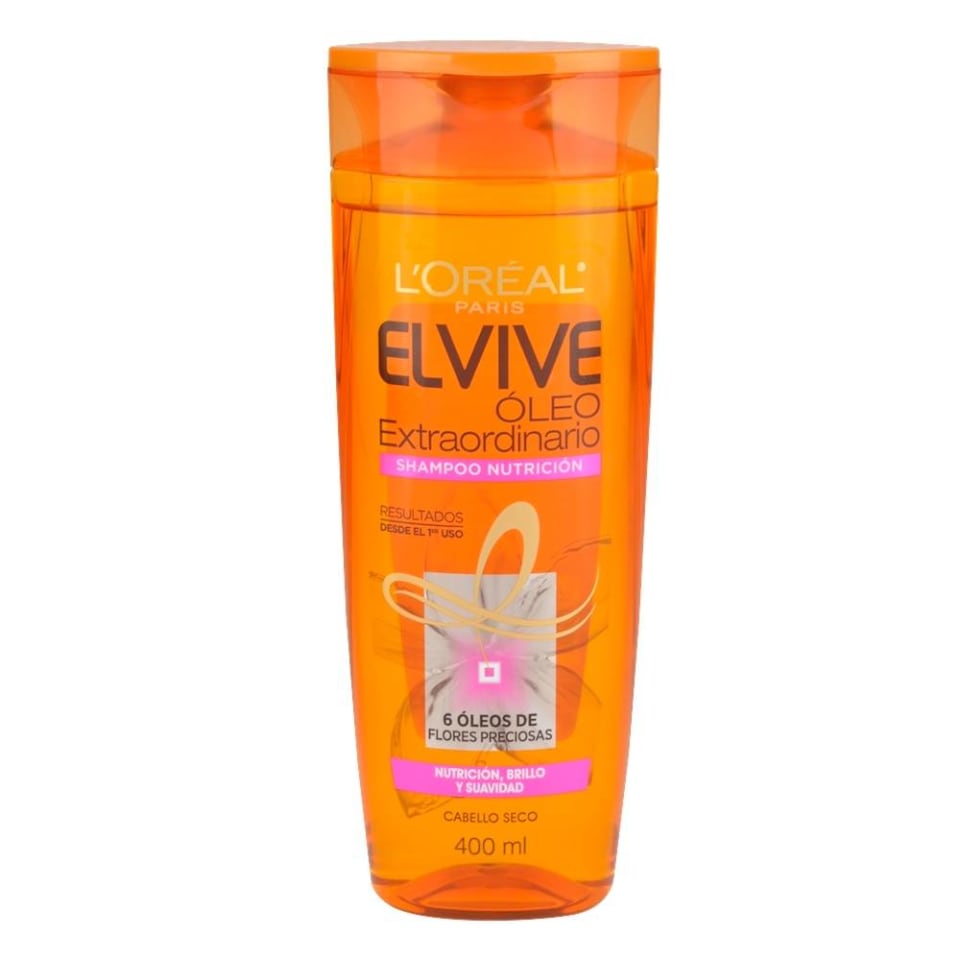 L'ORÉAL
PARIS
ELVIVE
ÓLEO
Extraordinario
SHAMPOO NUTRICIÓN
RESULTADOS
DESDE EL 1ER USO
6 ÓLEOS DE
FLORES PRECIOSAS
NUTRICIÓN, BRILLO
Y SUAVIDAD
CABELLO SECO
400 ml